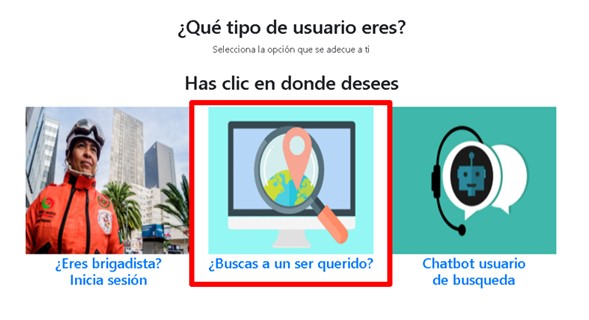 ¿Qué tipo de usuario eres?
Selecciona la opción que se adecue a ti
Has clic en donde desees
¿Eres brigadista?
Inicia sesión
¿Buscas a un ser querido?
Chatbot usuario
de busqueda